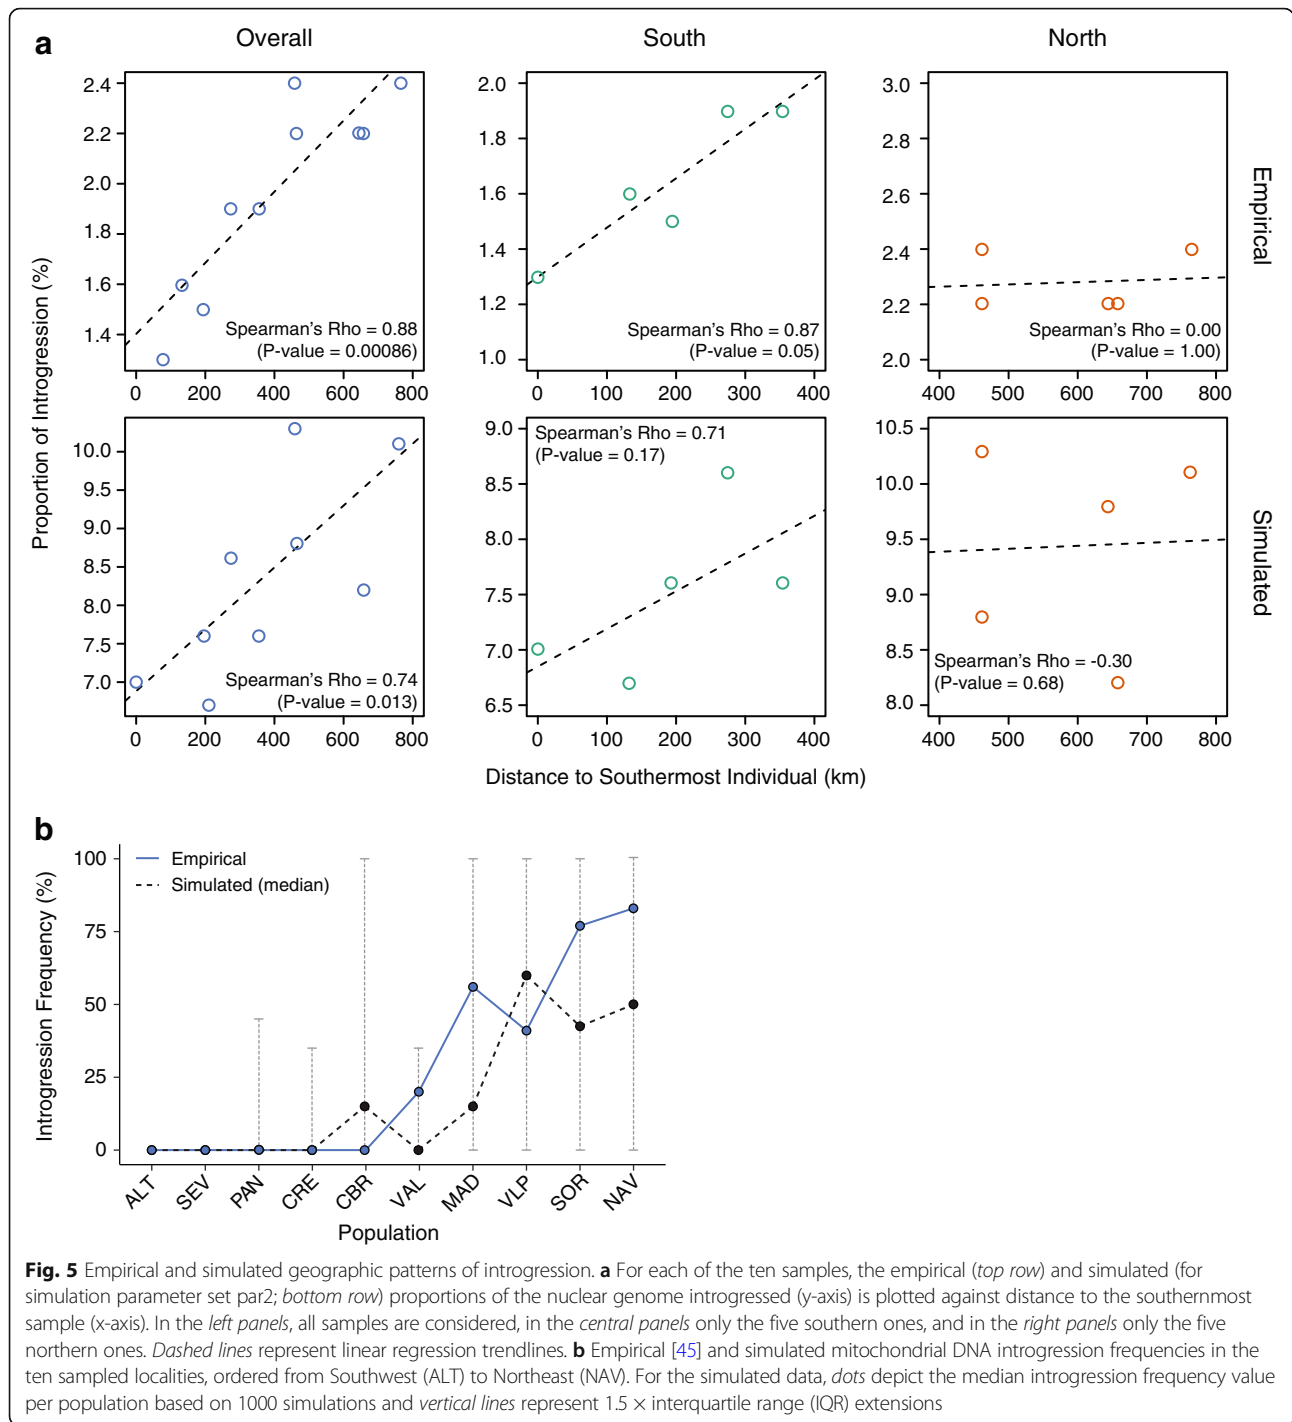 a
Overall
South
North
Proportion of Introgression (%)
2.4
2.2
2.0
1.8
1.6
1.4
Spearman's Rho = 0.88
(P-value = 0.00086)
0
200
400
600
800
2.0
1.8
1.6
1.4
1.2
1.0
Spearman's Rho = 0.87
(P-value = 0.05)
0
100
200
300
400
3.0
2.8
2.6
2.4
2.2
2.0
Spearman's Rho = 0.00
(P-value = 1.00)
400
500
600
700
800
Empirical
10.0
9.5
9.0
8.5
8.0
7.5
7.0
Spearman's Rho = 0.74
(P-value = 0.013)
0
200
400
600
800
9.0
8.5
8.0
7.5
7.0
6.5
Spearman's Rho = 0.71
(P-value = 0.17)
0
100
200
300
400
10.5
10.0
9.5
9.0
8.5
8.0
Spearman's Rho = -0.30
(P-value = 0.68)
400
500
600
700
800
Simulated
Distance to Southermost Individual (km)
b
Introgression Frequency (%)
100
75
50
25
0
Empirical
Simulated (median)
ALT
SEV
PAN
CRE
CBR
VAL
MAD
VLP
SOR
NAV
Population
Fig. 5 Empirical and simulated geographic patterns of introgression. a For each of the ten samples, the empirical (top row) and simulated (for
simulation parameter set par2; bottom row) proportions of the nuclear genome introgressed (y-axis) is plotted against distance to the southernmost
sample (x-axis). In the left panels, all samples are considered, in the central panels only the five southern ones, and in the right panels only the five
northern ones. Dashed lines represent linear regression trendlines. b Empirical [45] and simulated mitochondrial DNA introgression frequencies in the
ten sampled localities, ordered from Southwest (ALT) to Northeast (NAV). For the simulated data, dots depict the median introgression frequency value
per population based on 1000 simulations and vertical lines represent 1.5 × interquartile range (IQR) extensions